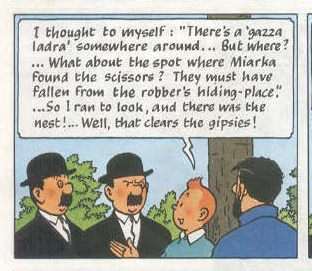 I thought to myself : "There's a 'gazza
ladra' somewhere around... But where?
... What about the spot where Miarka
found the scissors ? They must have
fallen from the robber's hiding-place."
...So I ran to look, and there was the
nest!... Well, that clears the gipsies!